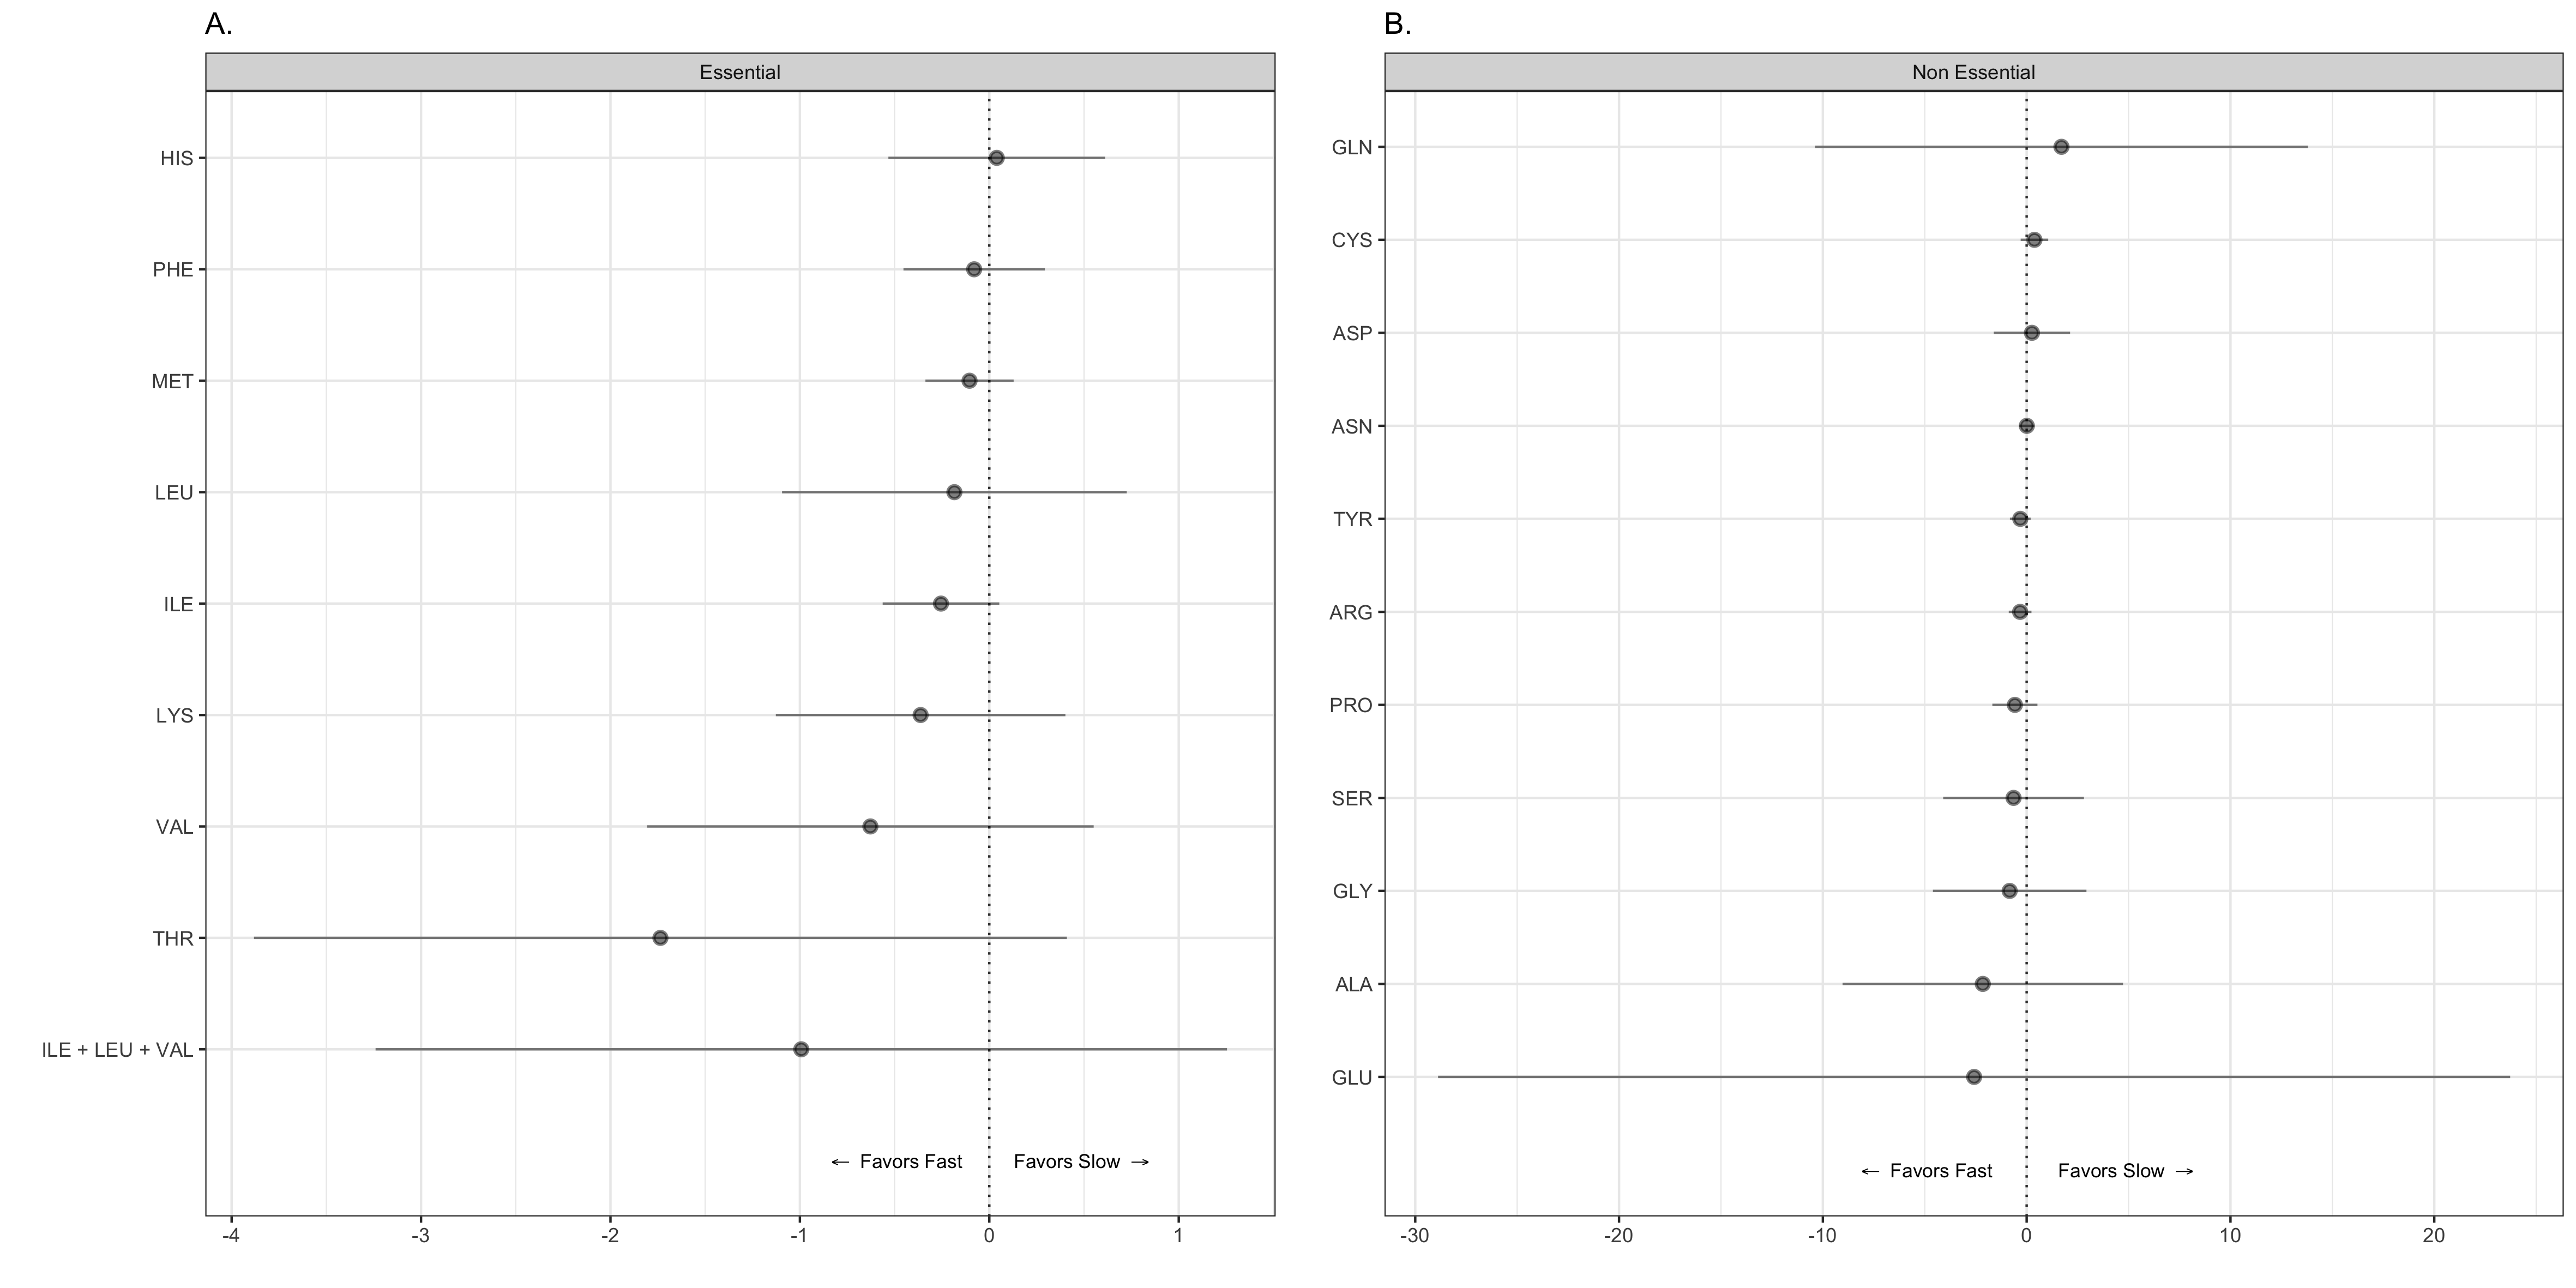 A.
Essential
HIS
PHE
MET
LEU
ILE
LYS
VAL
THR
ILE + LEU + VAL
← Favors Fast Favors Slow →
-4 -3 -2 -1 0 1
B.
Non Essential
GLN
CYS
ASP
ASN
TYR
ARG
PRO
SER
GLY
ALA
GLU
← Favors Fast Favors Slow →
-30 -20 -10 0 10 20